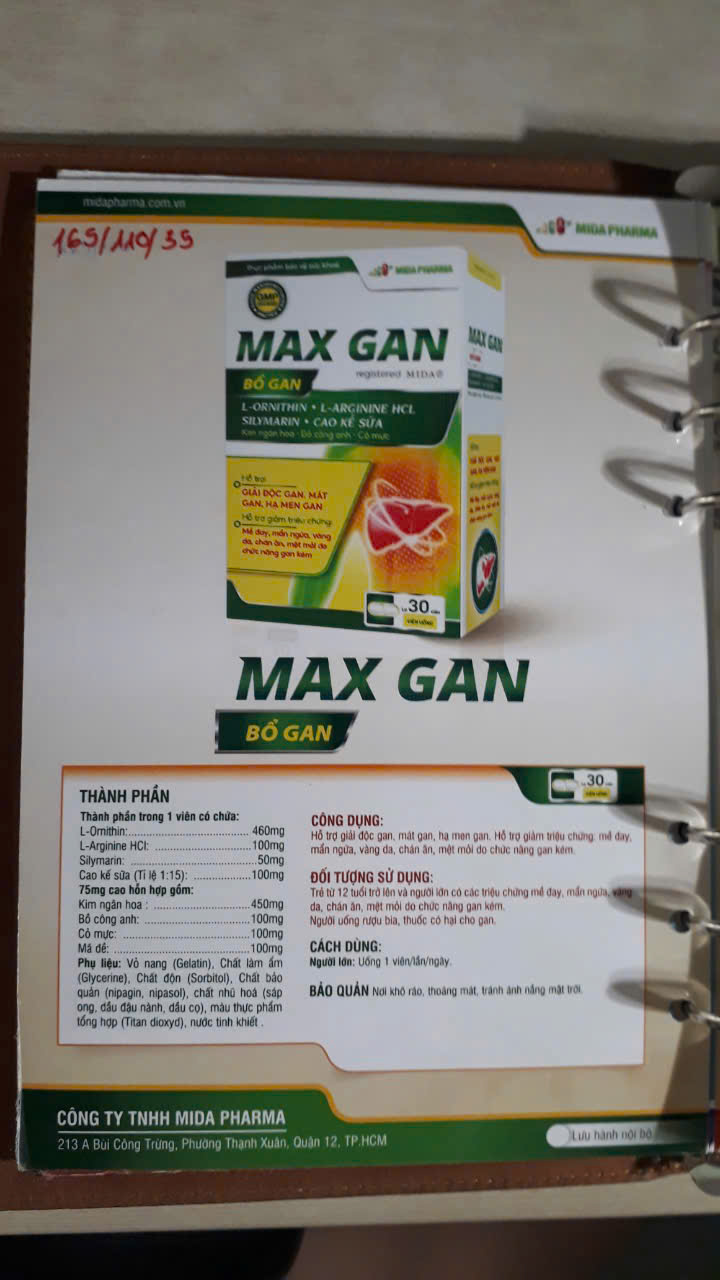 midapharma.com.vn
MIDA PHARMA
165/110/35
Thực phẩm bảo vệ sức khỏe
MIDA PHARMA
GMP
MAX GAN
registered MIDA®
BỔ GAN
L-ORNITHIN • L-ARGININE HCL
SILYMARIN • CAO KẾ SỮA
Kim ngân hoa - Bồ công anh - Cỏ mực
Hỗ trợ:
GIẢI ĐỘC GAN, MÁT
GAN, HẠ MEN GAN
Hỗ trợ giảm triệu chứng:
Mề đay, mẩn ngứa, vàng
da, chán ăn, mệt mỏi do
chức năng gan kém
30
VIÊN UỐNG
MAX GAN
MAX GAN
BỔ GAN
30
THÀNH PHẦN
Thành phần trong 1 viên có chứa:
L-Ornithin:.......................................... 460mg
L-Arginine HCl: ..................................100mg
Silymarin: .............................................50mg
Cao kế sữa (Tỉ lệ 1:15): .......................100mg
75mg cao hỗn hợp gồm:
Kim ngân hoa : ...................................450mg
Bồ công anh: ......................................100mg
Cỏ mực: .............................................100mg
Mã đề: ................................................100mg
Phụ liệu: Vỏ nang (Gelatin), Chất làm ẩm
(Glycerine), Chất độn (Sorbitol), Chất bảo
quản (nipagin, nipasol), chất nhũ hoá (sáp
ong, dầu đậu nành, dầu cọ), màu thực phẩm
tổng hợp (Titan dioxyd), nước tinh khiết .
CÔNG DỤNG:
Hỗ trợ giải độc gan, mát gan, hạ men gan. Hỗ trợ giảm triệu chứng: mề đay,
mẩn ngứa, vàng da, chán ăn, mệt mỏi do chức năng gan kém.
ĐỐI TƯỢNG SỬ DỤNG:
Trẻ từ 12 tuổi trở lên và người lớn có các triệu chứng mề đay, mẩn ngứa, vàng
da, chán ăn, mệt mỏi do chức năng gan kém.
Người uống rượu bia, thuốc có hại cho gan.
CÁCH DÙNG:
Người lớn: Uống 1 viên/lần/ngày.
BẢO QUẢN Nơi khô ráo, thoáng mát, tránh ánh nắng mặt trời.
CÔNG TY TNHH MIDA PHARMA
213 A Bùi Công Trừng, Phường Thạnh Xuân, Quận 12, TP.HCM
Lưu hành nội bộ